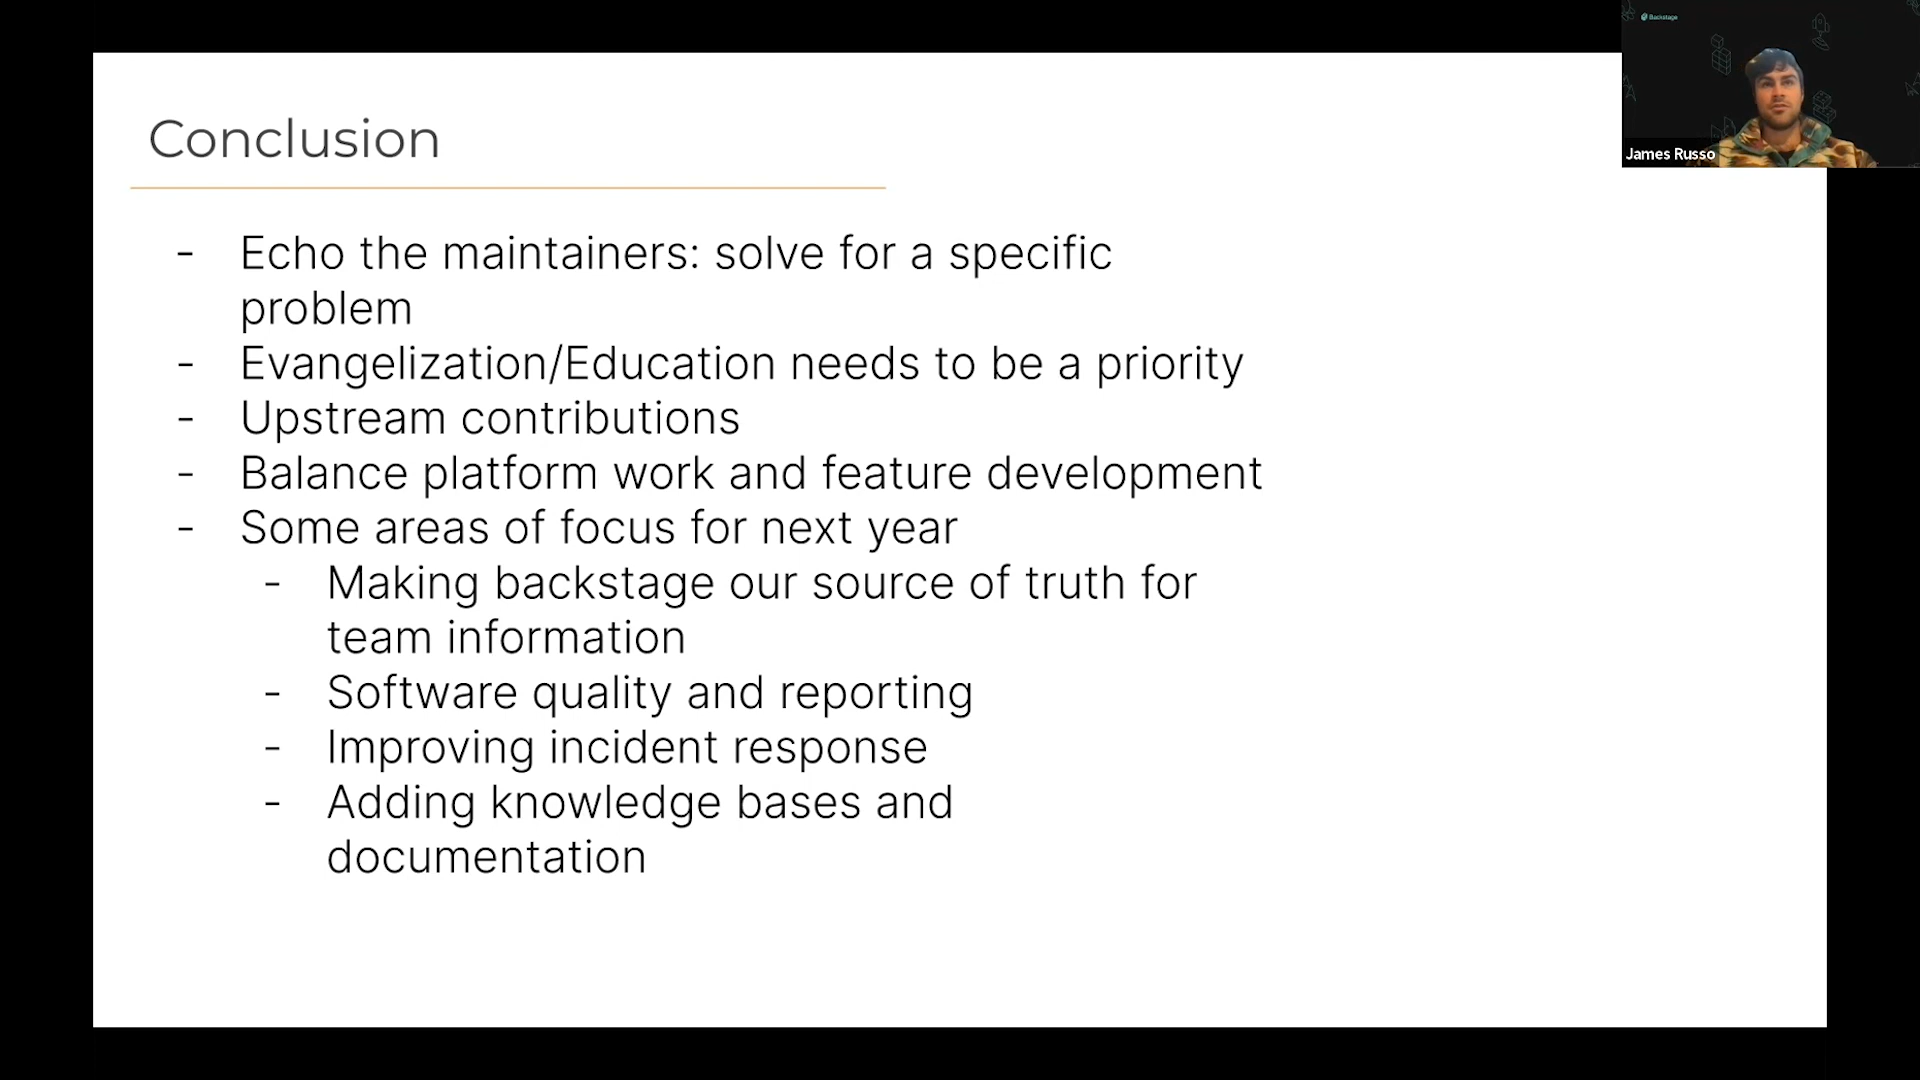 Backstage
James Russo
Conclusion
- Echo the maintainers: solve for a specific
problem
- Evangelization/Education needs to be a priority
- Upstream contributions
- Balance platform work and feature development
- Some areas of focus for next year
- Making backstage our source of truth for
team information
- Software quality and reporting
- Improving incident response
- Adding knowledge bases and
documentation